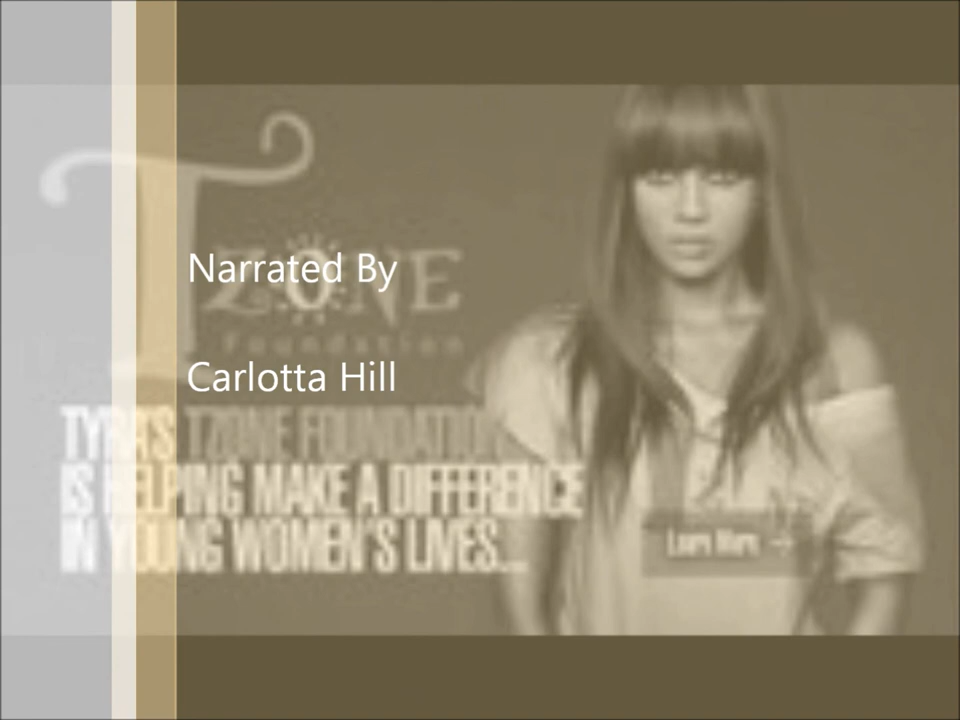 Narrated By
TZONE
Foundation
Carlotta Hill
TYRA'S TZONE FOUNDATION
IS HELPING MAKE A DIFFERENCE
IN YOUNG WOMEN'S LIVES...
Learn More →